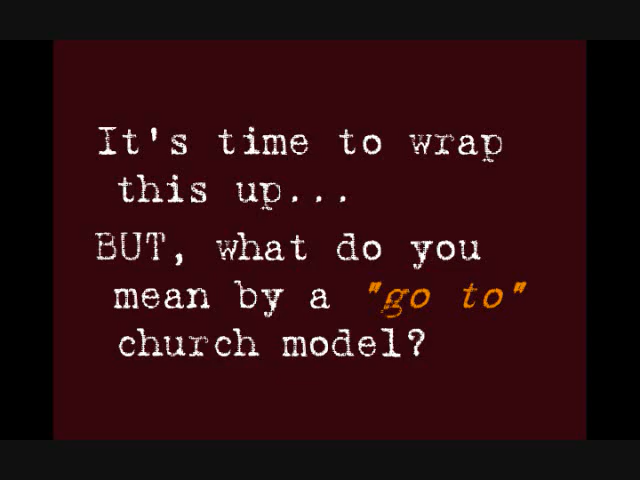 It's time to wrap
this up...
BUT, what do you
mean by a "go to"
church model?